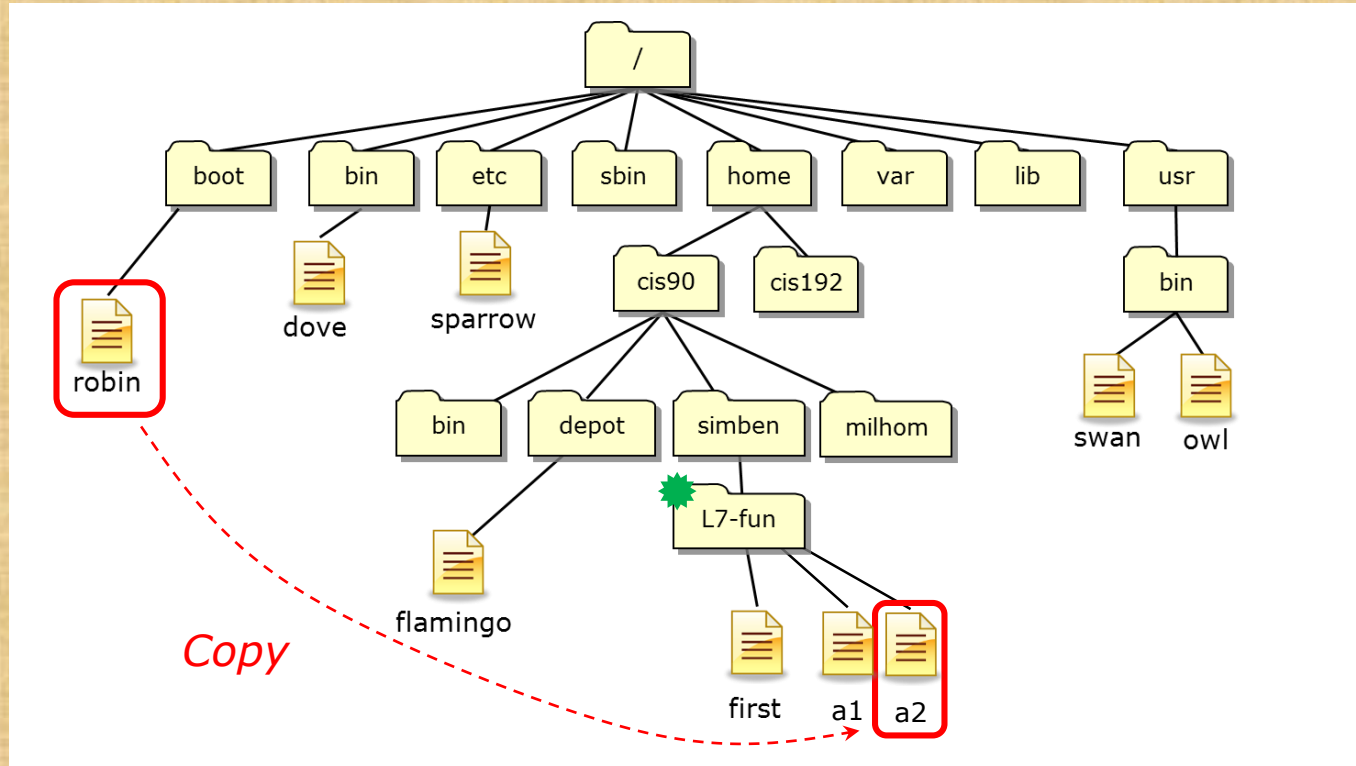 /
boot
bin
etc
sbin
home
var
lib
usr
cis90
cis192
bin
dove
sparrow
robin
bin
depot
simben
milhom
swan
owl
L7-fun
flamingo
Copy
first
a1
a2